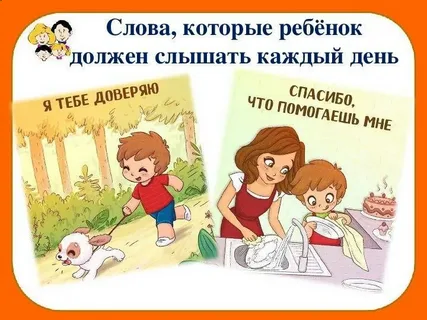 Слова, которые ребёнок
должен слышать каждый день
Я ТЕБЕ ДОВЕРЯЮ
СПАСИБО,
ЧТО ПОМОГАЕШЬ МНЕ